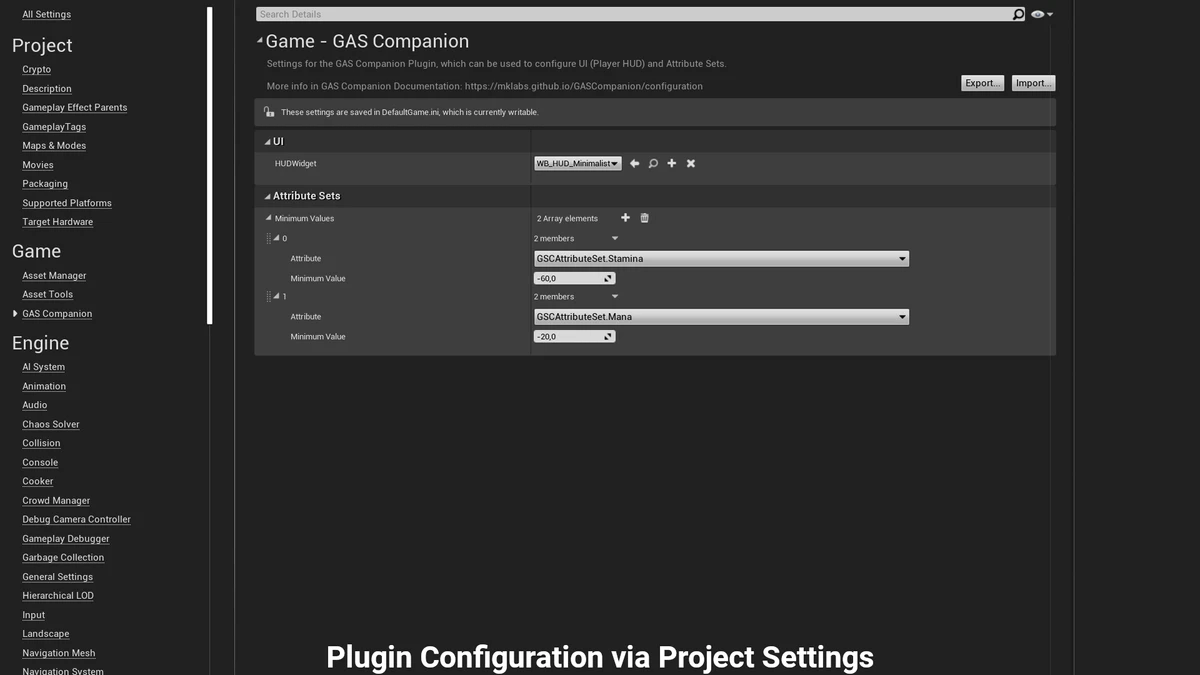 All Settings
Project
Crypto
Description
Gameplay Effect Parents
GameplayTags
Maps & Modes
Movies
Packaging
Supported Platforms
Target Hardware
Game
Asset Manager
Asset Tools
GAS Companion
Engine
AI System
Animation
Audio
Chaos Solver
Collision
Console
Cooker
Crowd Manager
Debug Camera Controller
Gameplay Debugger
Garbage Collection
General Settings
Hierarchical LOD
Input
Landscape
Navigation Mesh
Navigation System
Search Details
Game - GAS Companion
Settings for the GAS Companion Plugin, which can be used to configure UI (Player HUD) and Attribute Sets.
More info in GAS Companion Documentation: https://mklabs.github.io/GASCompanion/configuration
Export... Import...
These settings are saved in DefaultGame.ini, which is currently writable.
UI
HUDWidget WB_HUD_Minimalist
Attribute Sets
Minimum Values 2 Array elements
0 2 members
Attribute GSCAttributeSet.Stamina
Minimum Value -60,0
1 2 members
Attribute GSCAttributeSet.Mana
Minimum Value -20,0
Plugin Configuration via Project Settings